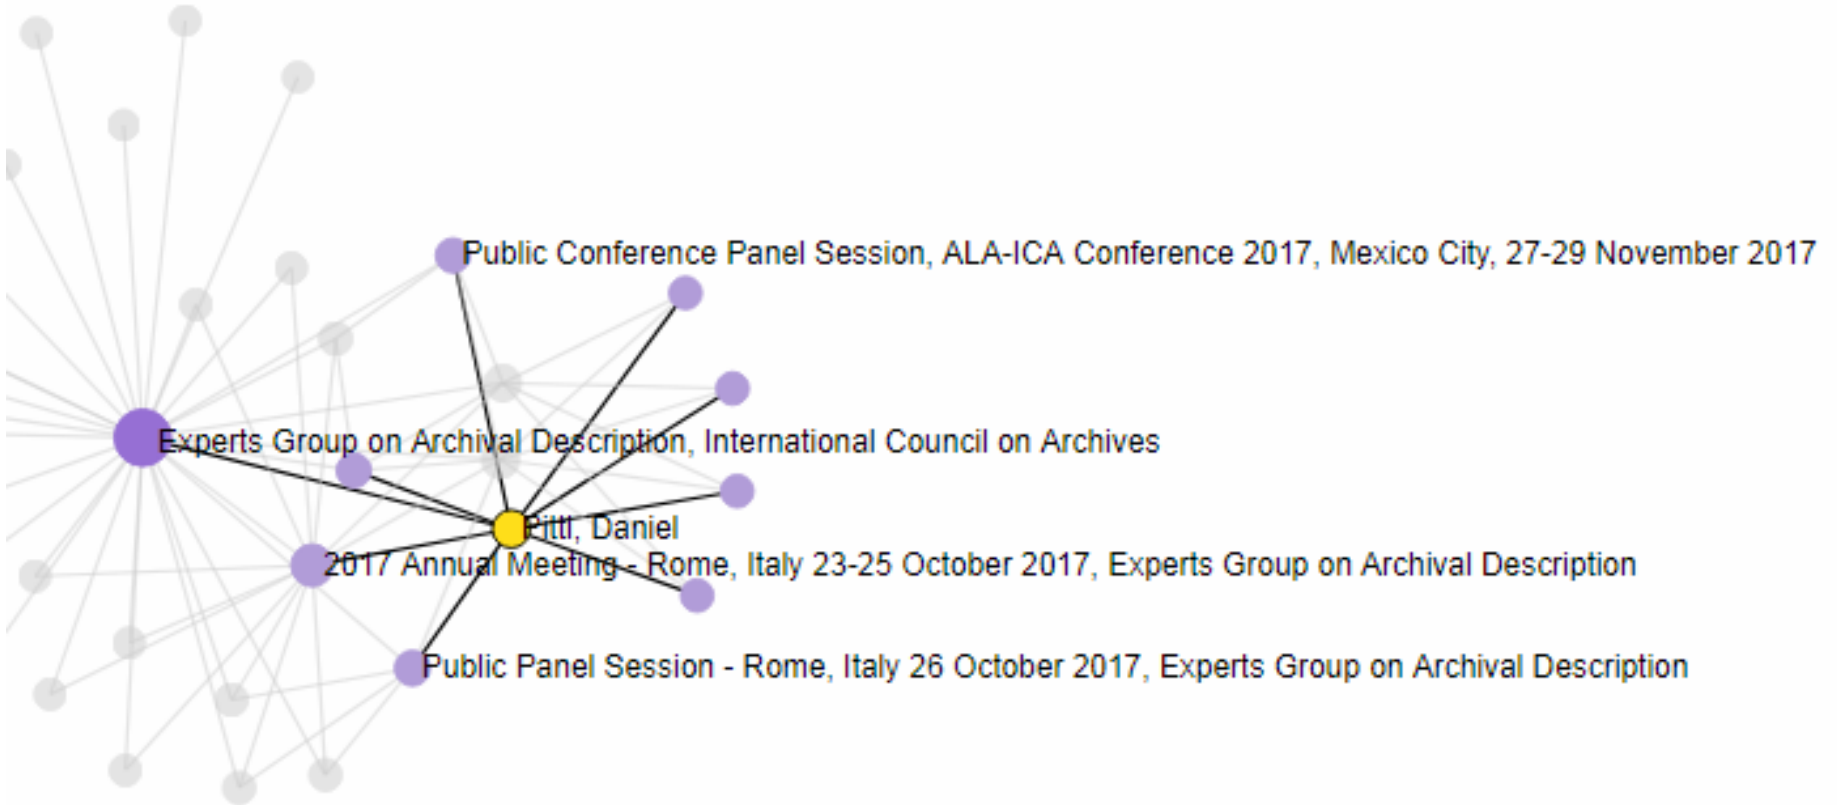 Public Conference Panel Session, ALA-ICA Conference 2017, Mexico City, 27-29 November 2017
Experts Group on Archival Description, International Council on Archives
Pitti, Daniel
2017 Annual Meeting - Rome, Italy 23-25 October 2017, Experts Group on Archival Description
Public Panel Session - Rome, Italy 26 October 2017, Experts Group on Archival Description